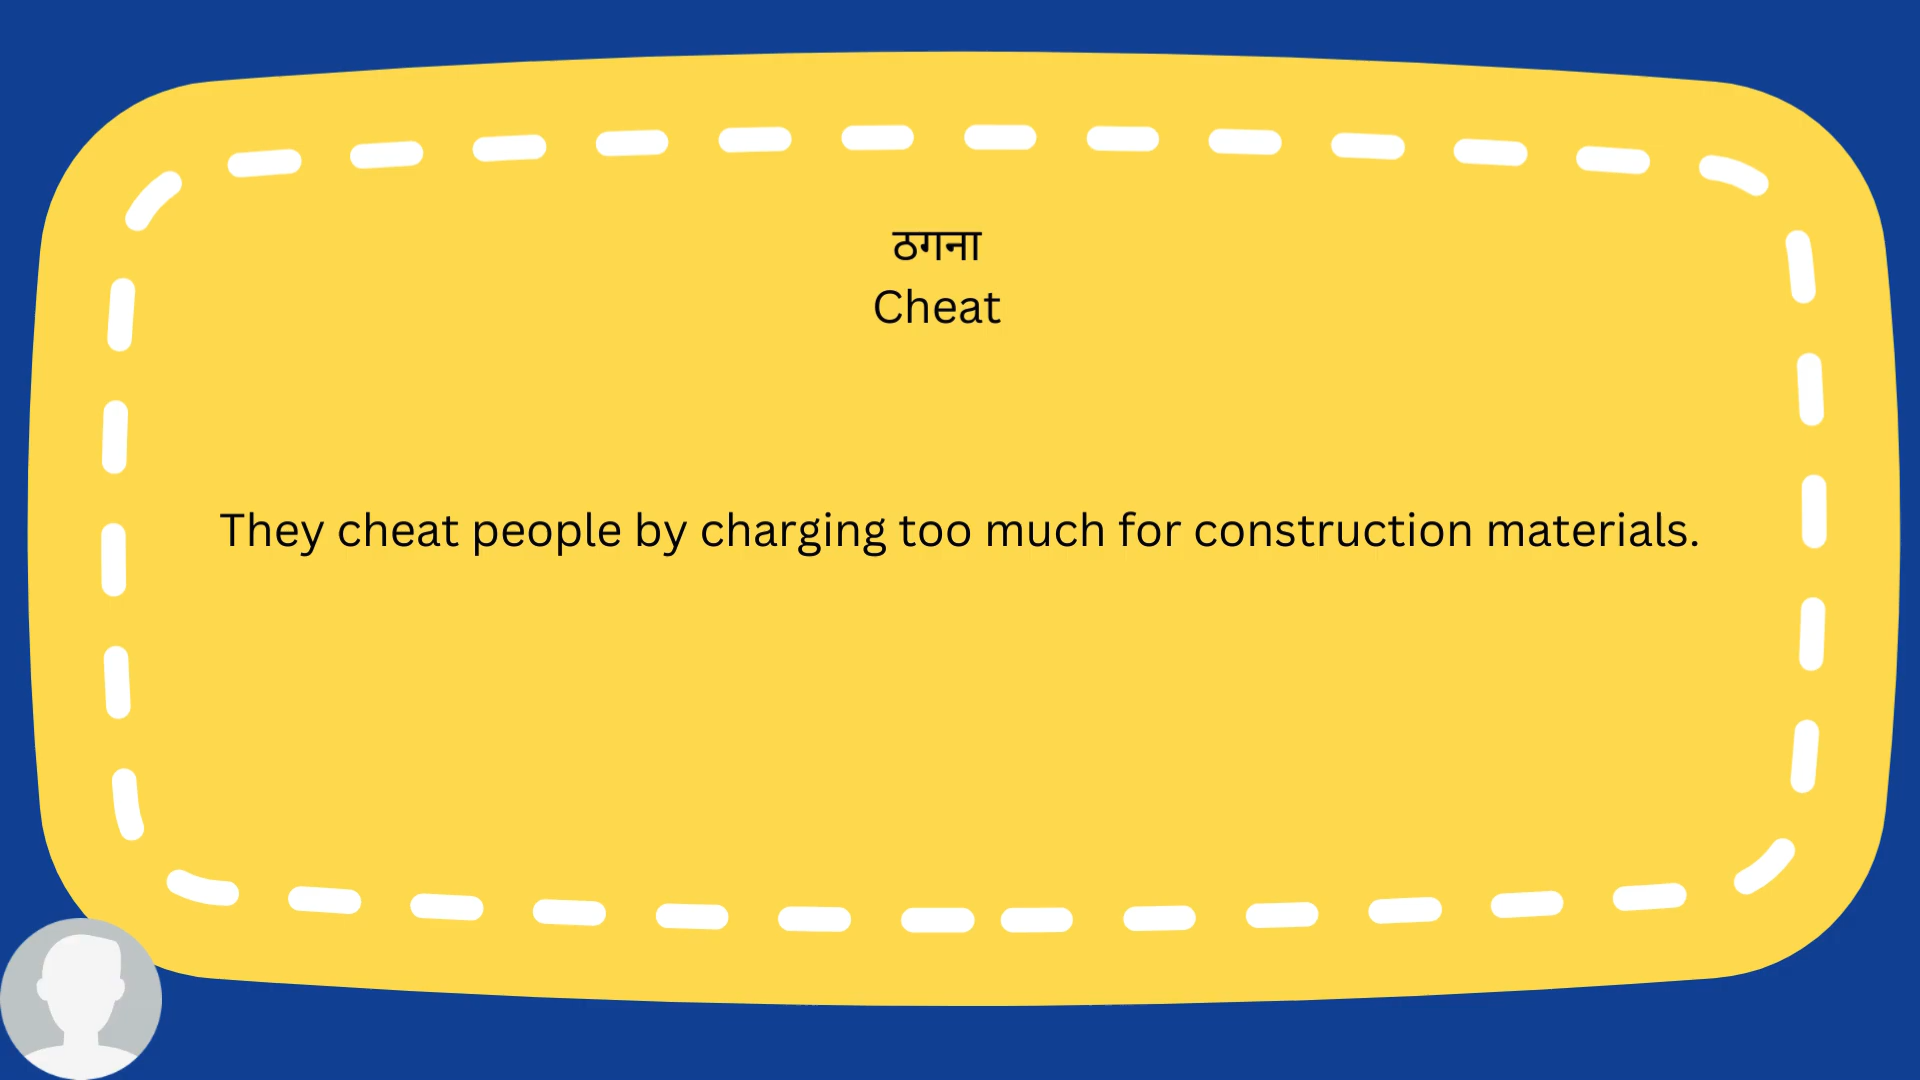 ठगना
Cheat
They cheat people by charging too much for construction materials.